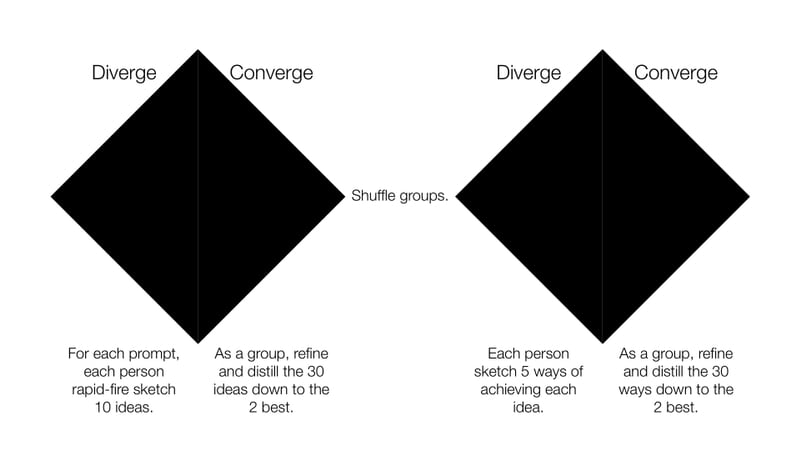 Diverge
Converge
For each prompt,
each person
rapid-fire sketch
10 ideas.
As a group, refine
and distill the 30
ideas down to the
2 best.
Shuffle groups.
Diverge
Converge
Each person
sketch 5 ways of
achieving each
idea.
As a group, refine
and distill the 30
ways down to the
2 best.